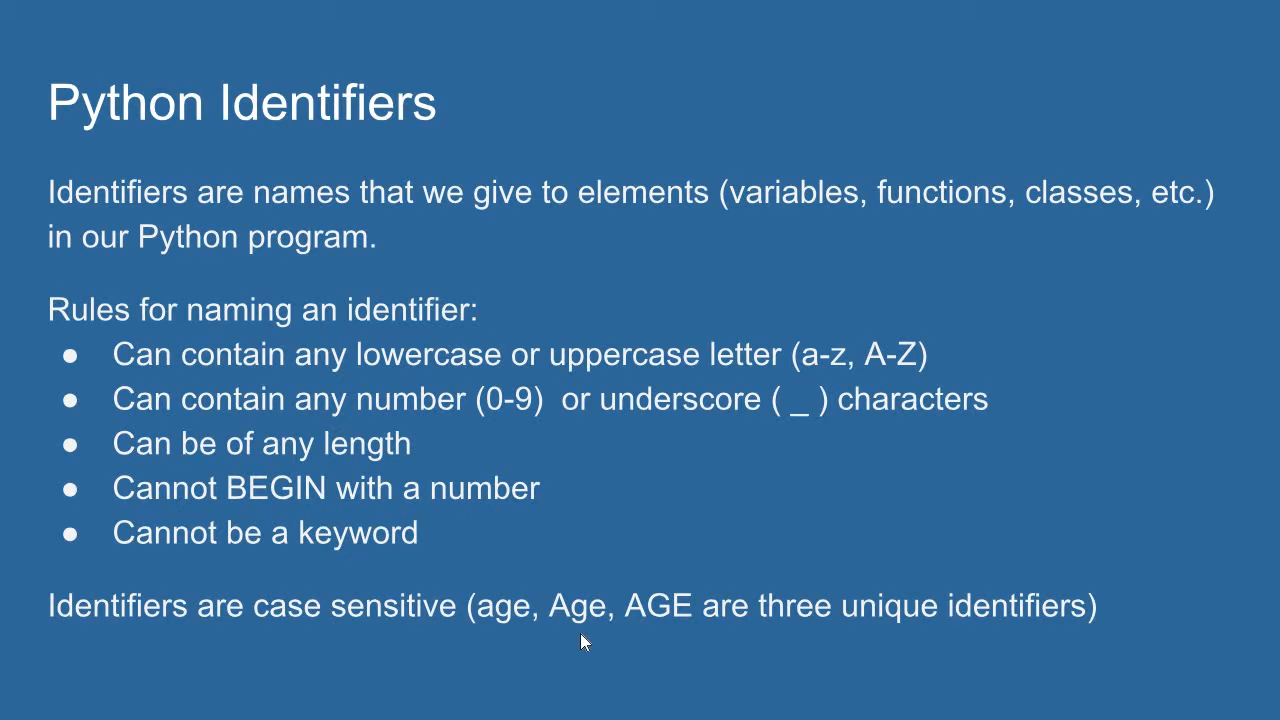 Python Identifiers
Identifiers are names that we give to elements (variables, functions, classes, etc.)
in our Python program.
Rules for naming an identifier:
● Can contain any lowercase or uppercase letter (a-z, A-Z)
● Can contain any number (0-9)  or underscore ( _ ) characters
● Can be of any length
● Cannot BEGIN with a number
● Cannot be a keyword
Identifiers are case sensitive (age, Age, AGE are three unique identifiers)